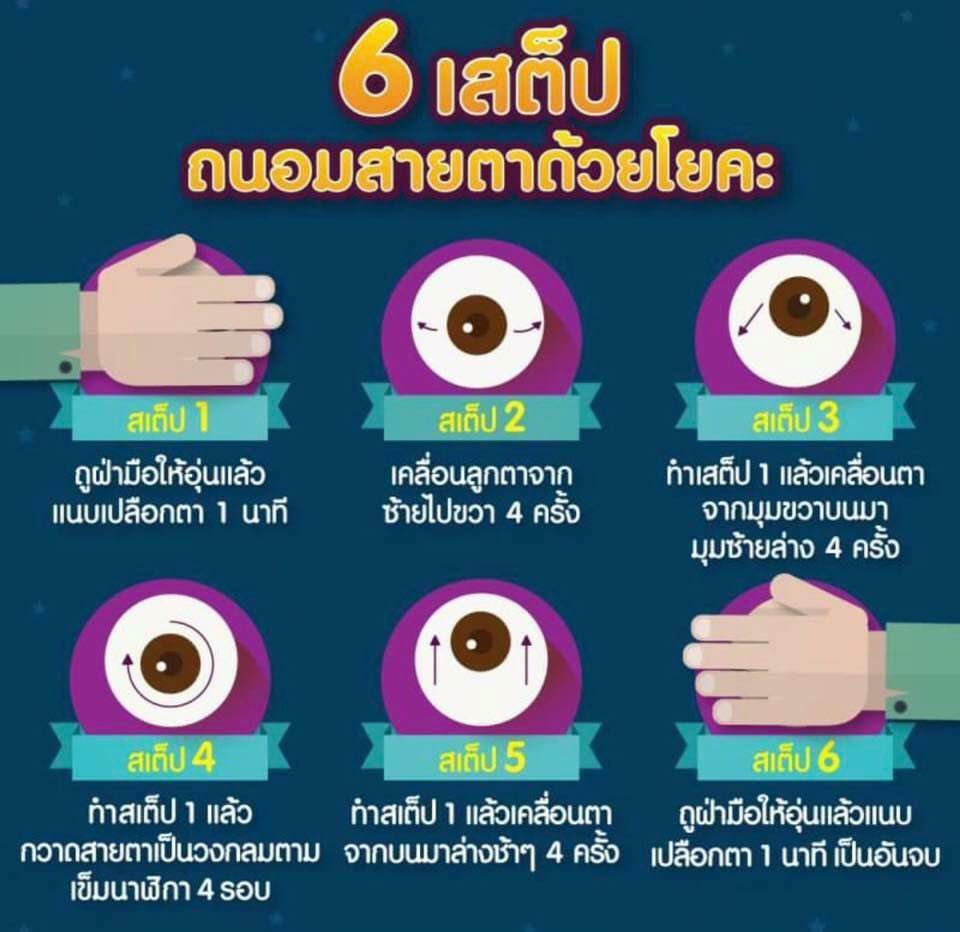 6 เสต็ป
ถนอมสายตาด้วยโยคะ
สเต็ป 1
ถูฝ่ามือให้อุ่นแล้ว
แนบเปลือกตา 1 นาที
สเต็ป 2
เคลื่อนลูกตาจาก
ซ้ายไปขวา 4 ครั้ง
สเต็ป 3
ทำเสต็ป 1 แล้วเคลื่อนตา
จากมุมขวาบนมา
มุมซ้ายล่าง 4 ครั้ง
สเต็ป 4
ทำสเต็ป 1 แล้ว
กวาดสายตาเป็นวงกลมตาม
เข็มนาฬิกา 4 รอบ
สเต็ป 5
ทำสเต็ป 1 แล้วเคลื่อนตา
จากบนมาล่างช้าๆ 4 ครั้ง
สเต็ป 6
ถูฝ่ามือให้อุ่นแล้วแนบ
เปลือกตา 1 นาที เป็นอันจบ